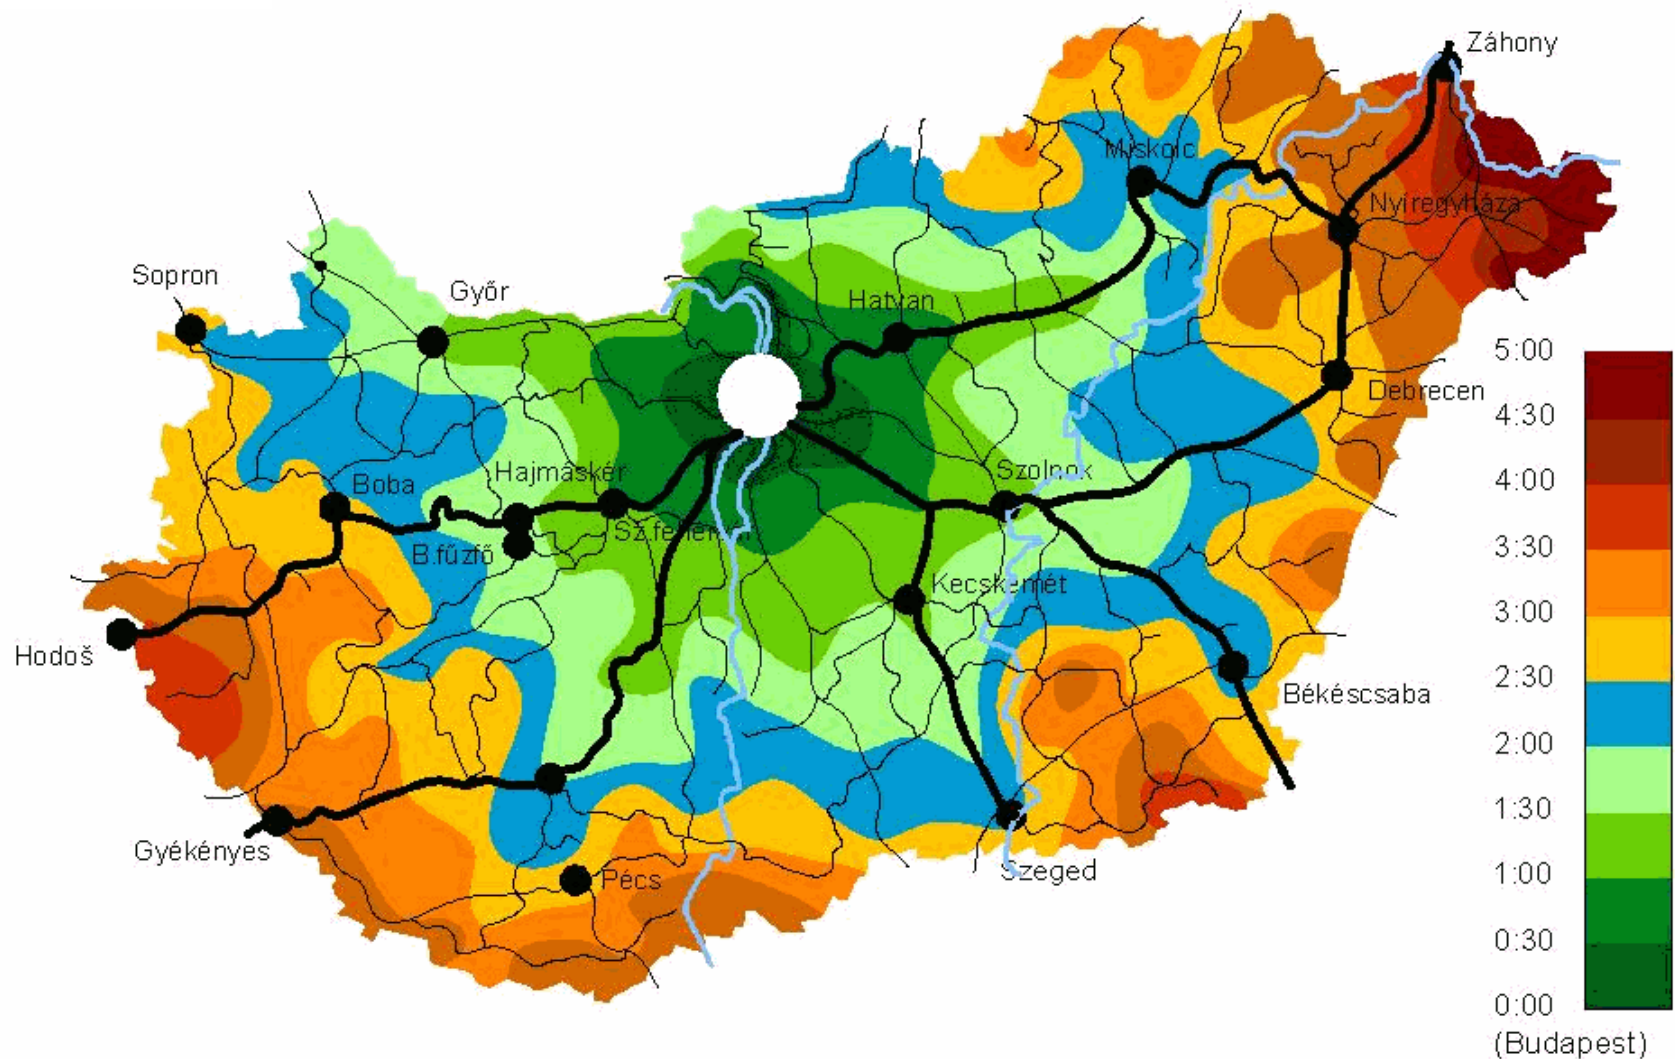 Záhony
Miskolc
Nyíregyháza
Sopron
Győr
Hatvan
Debrecen
Hajmáskér
Boba
Szolnok
Sz.fehérvár
B.fűzfő
Kecskemét
Hodoš
Békéscsaba
Gyékényes
Pécs
Szeged
5:00
4:30
4:00
3:30
3:00
2:30
2:00
1:30
1:00
0:30
0:00
(Budapest)